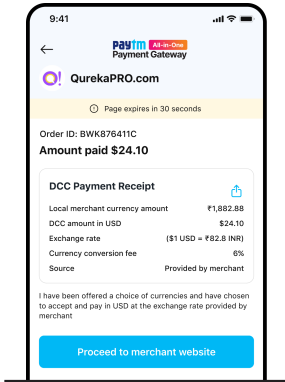 9:41
paytm All-in-One
Payment Gateway
Q! QurekaPRO.com
Page expires in 30 seconds
Order ID: BWK876411C
Amount paid $24.10
DCC Payment Receipt
Local merchant currency amount ₹1,882.88
DCC amount in USD $24.10
Exchange rate ($1 USD = ₹82.8 INR)
Currency conversion fee 6%
Source Provided by merchant
I have been offered a choice of currencies and have chosen
to accept and pay in USD at the exchange rate provided by
merchant
Proceed to merchant website